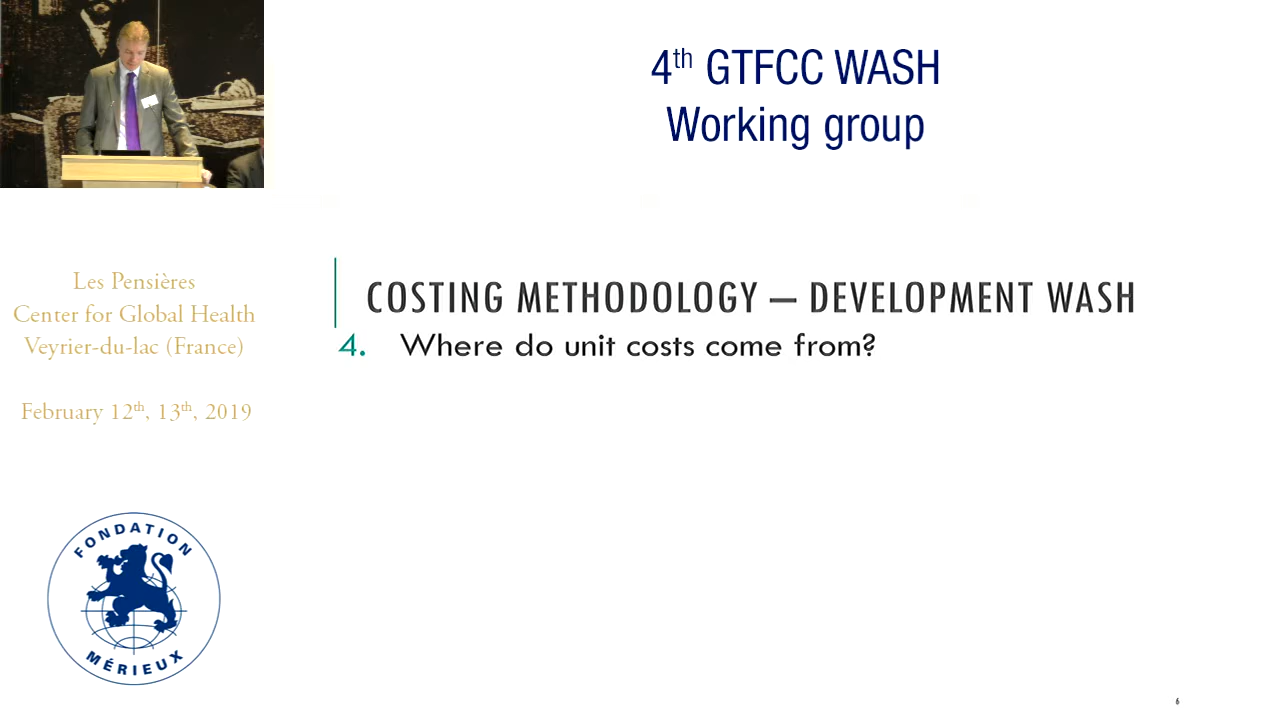 4th GTFCC WASH
Working group
Les Pensières
Center for Global Health
Veyrier-du-lac (France)
February 12th, 13th, 2019
COSTING METHODOLOGY – DEVELOPMENT WASH
4. Where do unit costs come from?
FONDATION
MÉRIEUX
6